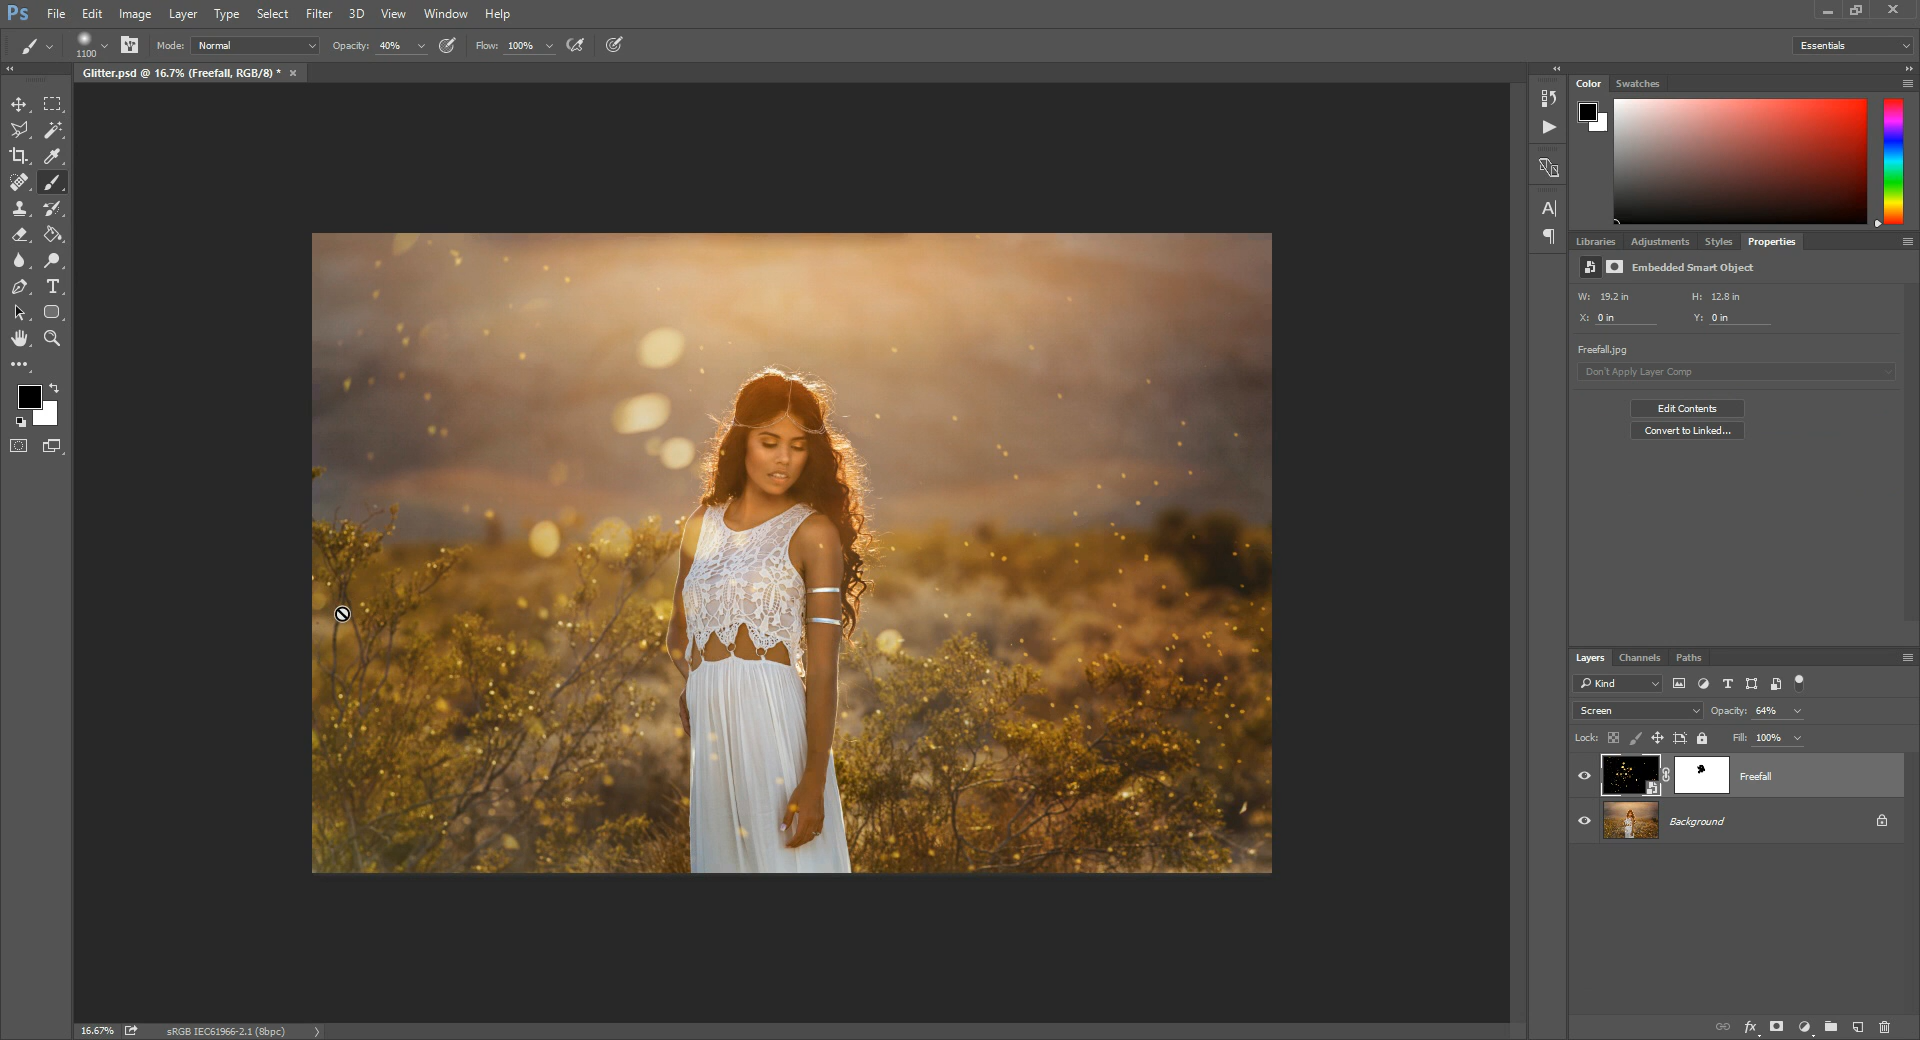 Ps File Edit Image Layer Type Select Filter 3D View Window Help
1100 Mode: Normal Opacity: 40% Flow: 100% Essentials
Glitter.psd @ 16.7% (Freefall, RGB/8) *
Color Swatches
Libraries Adjustments Styles Properties
Embedded Smart Object
W: 19.2 in H: 12.8 in
X: 0 in Y: 0 in
Freefall.jpg
Don't Apply Layer Comp
Edit Contents
Convert to Linked...
Layers Channels Paths
Kind
Screen Opacity: 64%
Lock: Fill: 100%
Freefall
Background
16.67% sRGB IEC61966-2.1 (8bpc)
fx